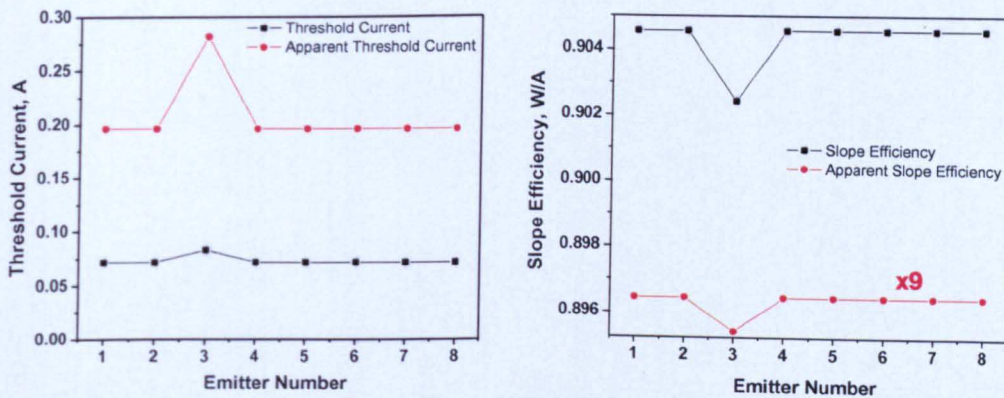 Threshold Current, A
0.30
0.25
0.20
0.15
0.10
0.05
0.00
Threshold Current
Apparent Threshold Current
1 2 3 4 5 6 7 8
Emitter Number
Slope Efficiency, W/A
0.904
0.902
0.900
0.898
0.896
Slope Efficiency
Apparent Slope Efficiency
x9
1 2 3 4 5 6 7 8
Emitter Number